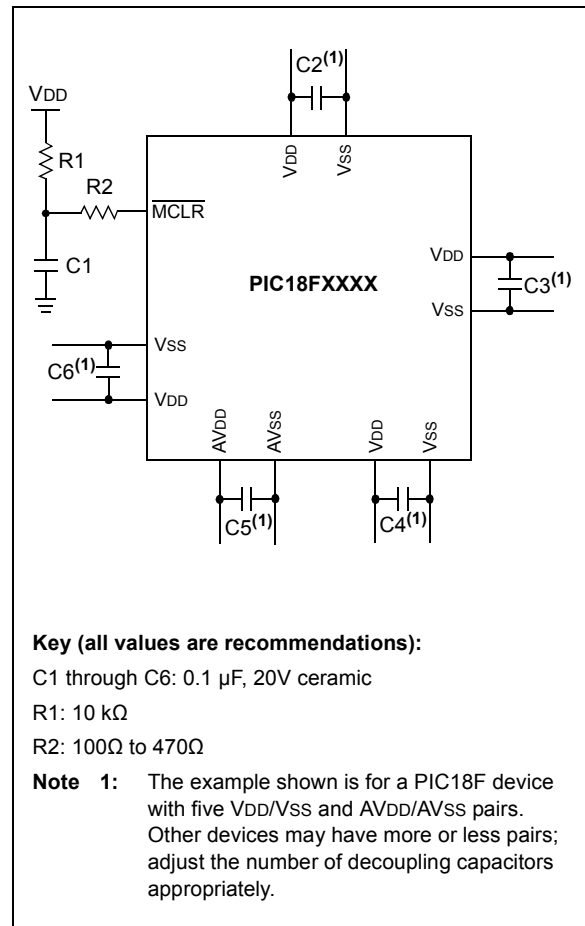 C2(1)
VDD
R1
R2
C1
VDD
VSS
MCLR
PIC18FXXXX
VDD
VSS
C3(1)
VSS
VDD
C6(1)
AVDD
AVSS
VDD
VSS
C5(1)
C4(1)
Key (all values are recommendations):
C1 through C6: 0.1 µF, 20V ceramic
R1: 10 kΩ
R2: 100Ω to 470Ω
Note 1: The example shown is for a PIC18F device
with five VDD/VSS and AVDD/AVSS pairs.
Other devices may have more or less pairs;
adjust the number of decoupling capacitors
appropriately.